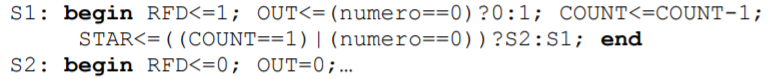 S1: begin RFD<=1; OUT<=(numero==0)?0:1; COUNT<=COUNT-1;
STAR<=((COUNT==1)|(numero==0))?S2:S1; end
S2: begin RFD<=0; OUT=0;…